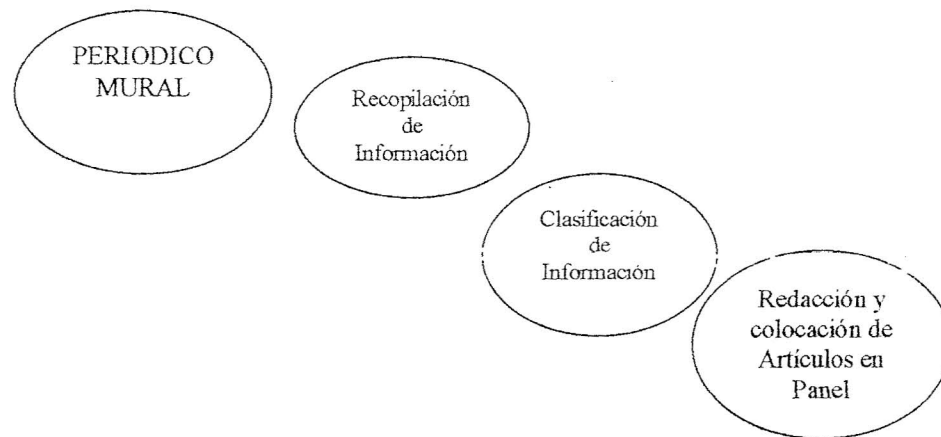 PERIODICO
MURAL
Recopilación
de
Información
Clasificación
de
Información
Redacción y
colocación de
Artículos en
Panel